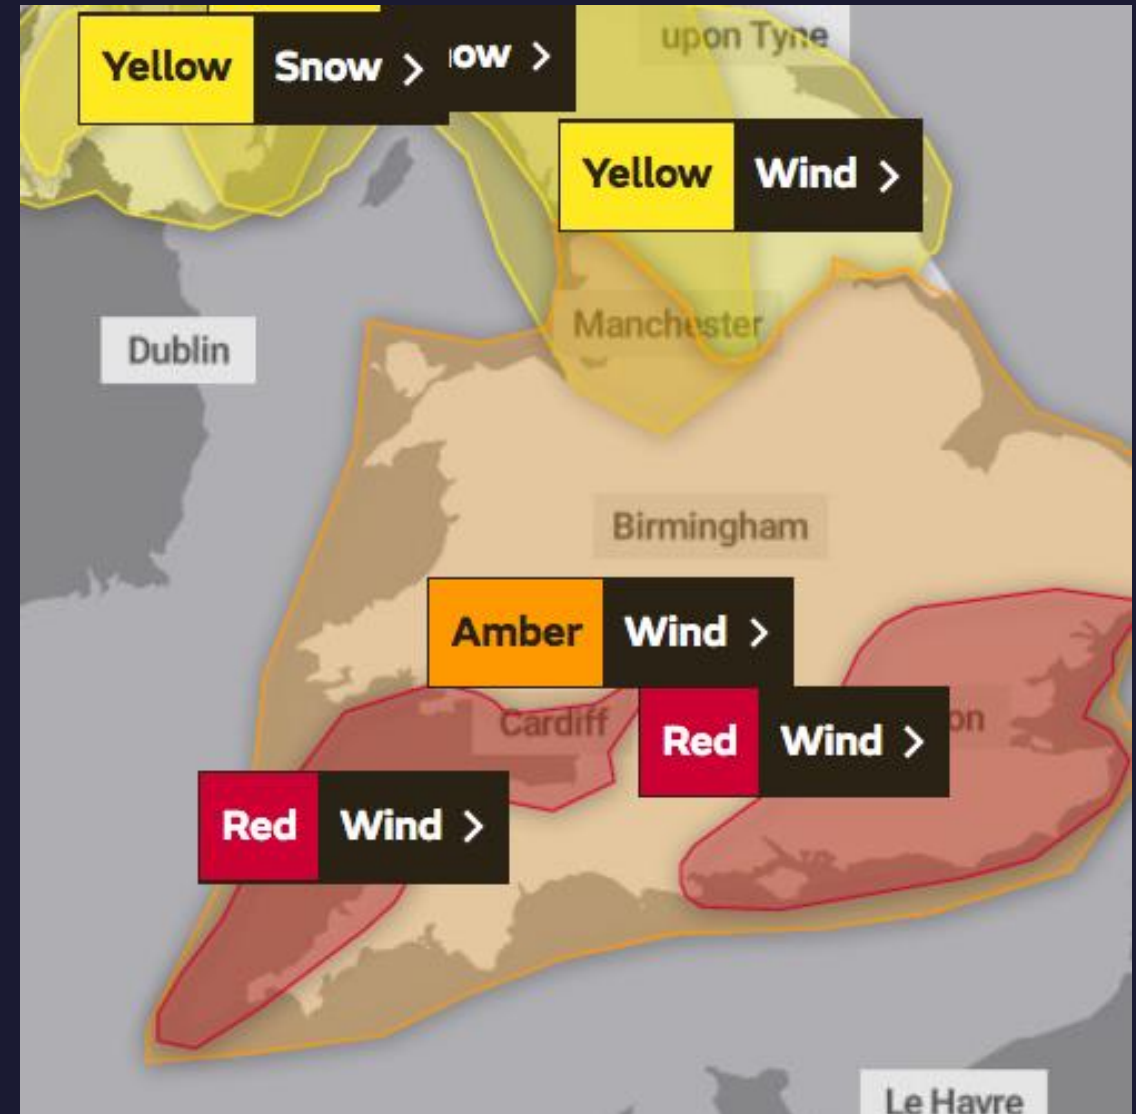 upon Tyne
Yellow Snow
Yellow Wind
Manchester
Dublin
Birmingham
Amber Wind
Cardiff
Red Wind
Red Wind
Le Havre